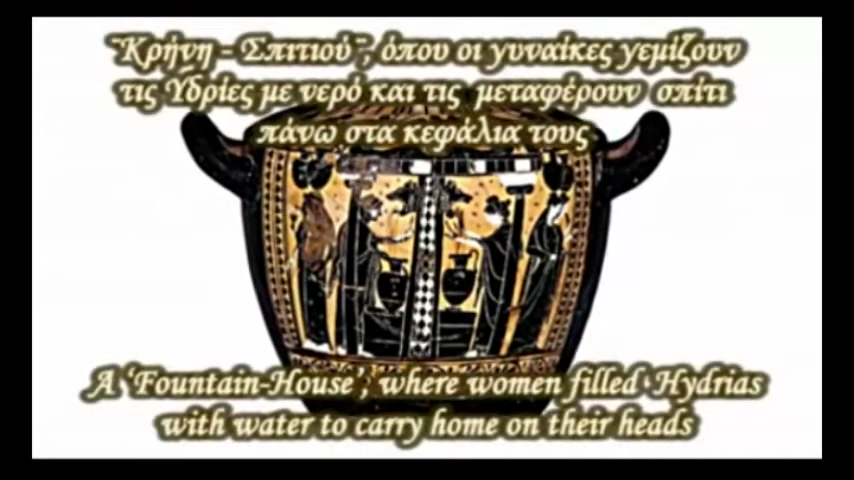 ¨Κρήνη - Σπιτιού¨, όπου οι γυναίκες γεμίζουν
τις Υδρίες με νερό και τις μεταφέρουν σπίτι
πάνω στα κεφάλια τους
A ‘Fountain-House’, where women filled ‘Hydrias
with water to carry home on their heads